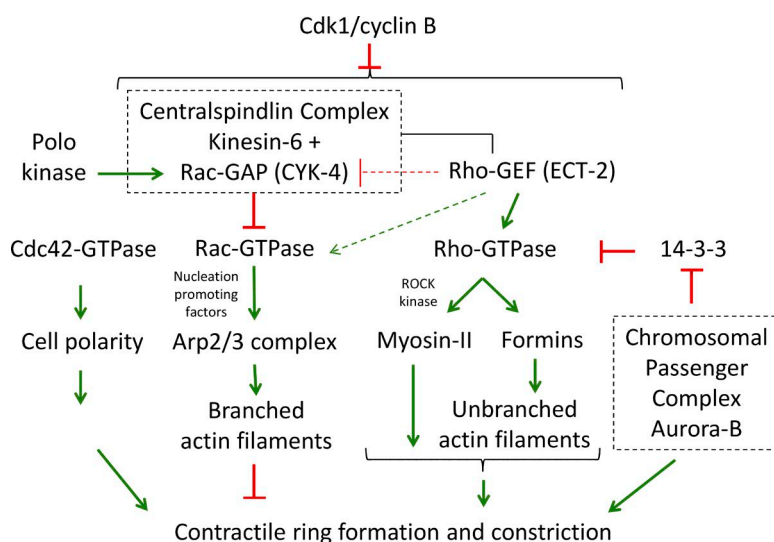 Cdk1/cyclin B
Centralspindlin Complex
Kinesin-6 +
Rac-GAP (CYK-4)
Polo
kinase
Rho-GEF (ECT-2)
Cdc42-GTPase
Rac-GTPase
Rho-GTPase
14-3-3
Nucleation
promoting
factors
ROCK
kinase
Cell polarity
Arp2/3 complex
Myosin-II
Formins
Chromosomal
Passenger
Complex
Aurora-B
Branched
actin filaments
Unbranched
actin filaments
Contractile ring formation and constriction